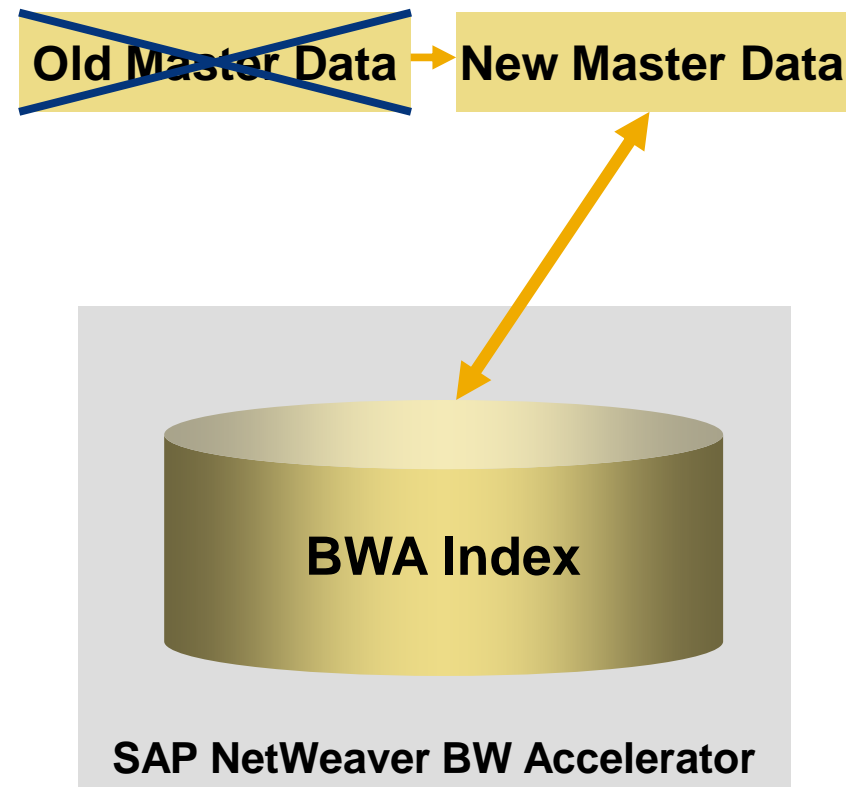 Old Master Data
New Master Data
BWA Index
SAP NetWeaver BW Accelerator